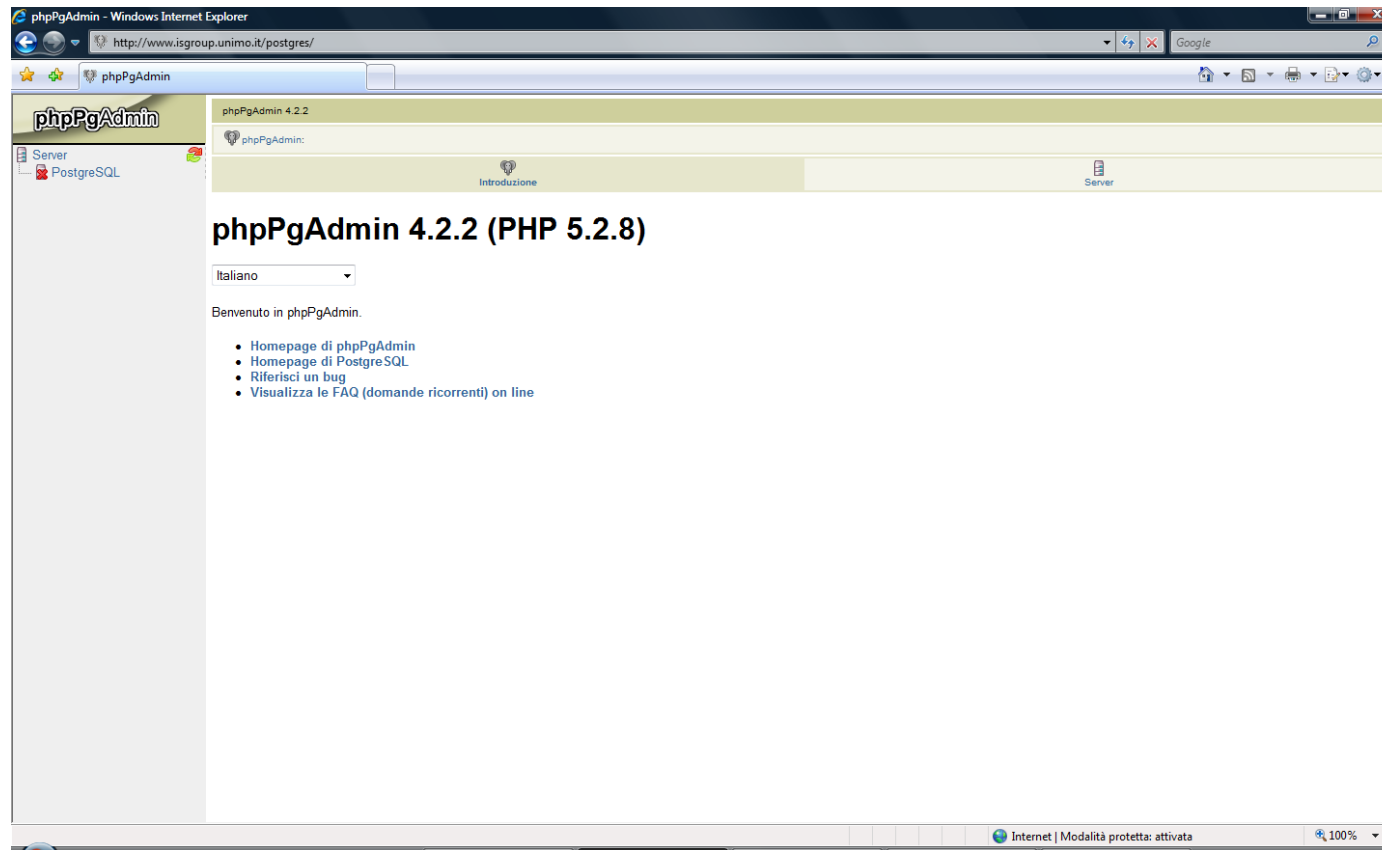 phpPgAdmin - Windows Internet Explorer
http://www.isgroup.unimo.it/postgres/
Google
phpPgAdmin
phpPgAdmin
Server
PostgreSQL
phpPgAdmin 4.2.2
phpPgAdmin:
Introduzione
Server
phpPgAdmin 4.2.2 (PHP 5.2.8)
Italiano
Benvenuto in phpPgAdmin.
Homepage di phpPgAdmin
Homepage di PostgreSQL
Riferisci un bug
Visualizza le FAQ (domande ricorrenti) on line
Internet | Modalità protetta: attivata
100%